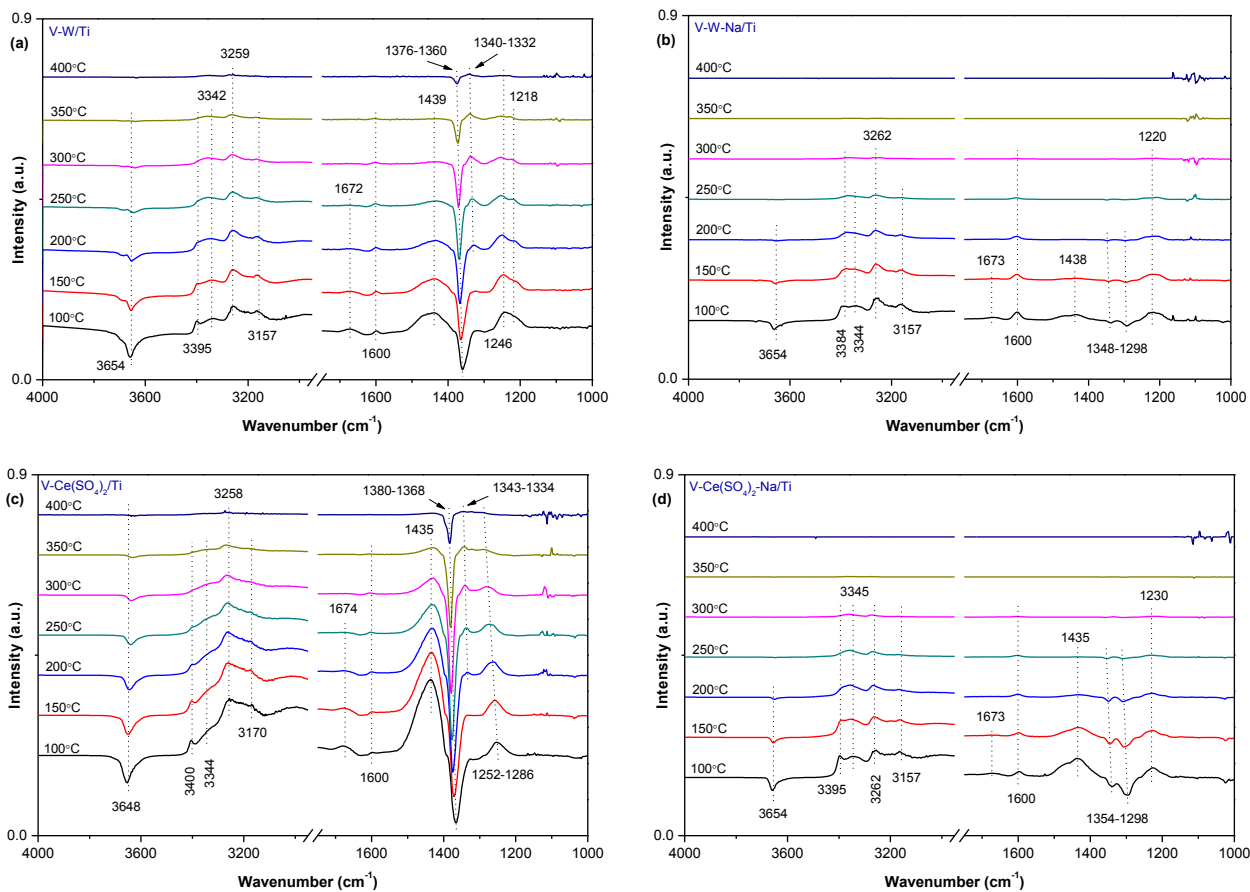 (a)
V-W/Ti
0.9
0.0
Intensity (a.u.)
400°C
350°C
300°C
250°C
200°C
150°C
100°C
3259
3342
3654
3395
3157
1376-1360
1340-1332
1439
1218
1672
1600
1246
4000
3600
3200
1600
1400
1200
1000
Wavenumber (cm⁻¹)
(b)
V-W-Na/Ti
0.9
0.0
Intensity (a.u.)
400°C
350°C
300°C
250°C
200°C
150°C
100°C
3262
1220
1673
1438
3654
3384
3344
3157
1600
1348-1298
4000
3600
3200
1600
1400
1200
1000
Wavenumber (cm⁻¹)
(c)
V-Ce(SO₄)₂/Ti
0.9
0.0
Intensity (a.u.)
400°C
350°C
300°C
250°C
200°C
150°C
100°C
3258
1380-1368
1343-1334
1435
1674
3170
3648
3400
3344
1600
1252-1286
4000
3600
3200
1600
1400
1200
1000
Wavenumber (cm⁻¹)
(d)
V-Ce(SO₄)₂-Na/Ti
0.9
0.0
Intensity (a.u.)
400°C
350°C
300°C
250°C
200°C
150°C
100°C
3345
1230
1435
1673
3654
3395
3262
3157
1600
1354-1298
4000
3600
3200
1600
1400
1200
1000
Wavenumber (cm⁻¹)